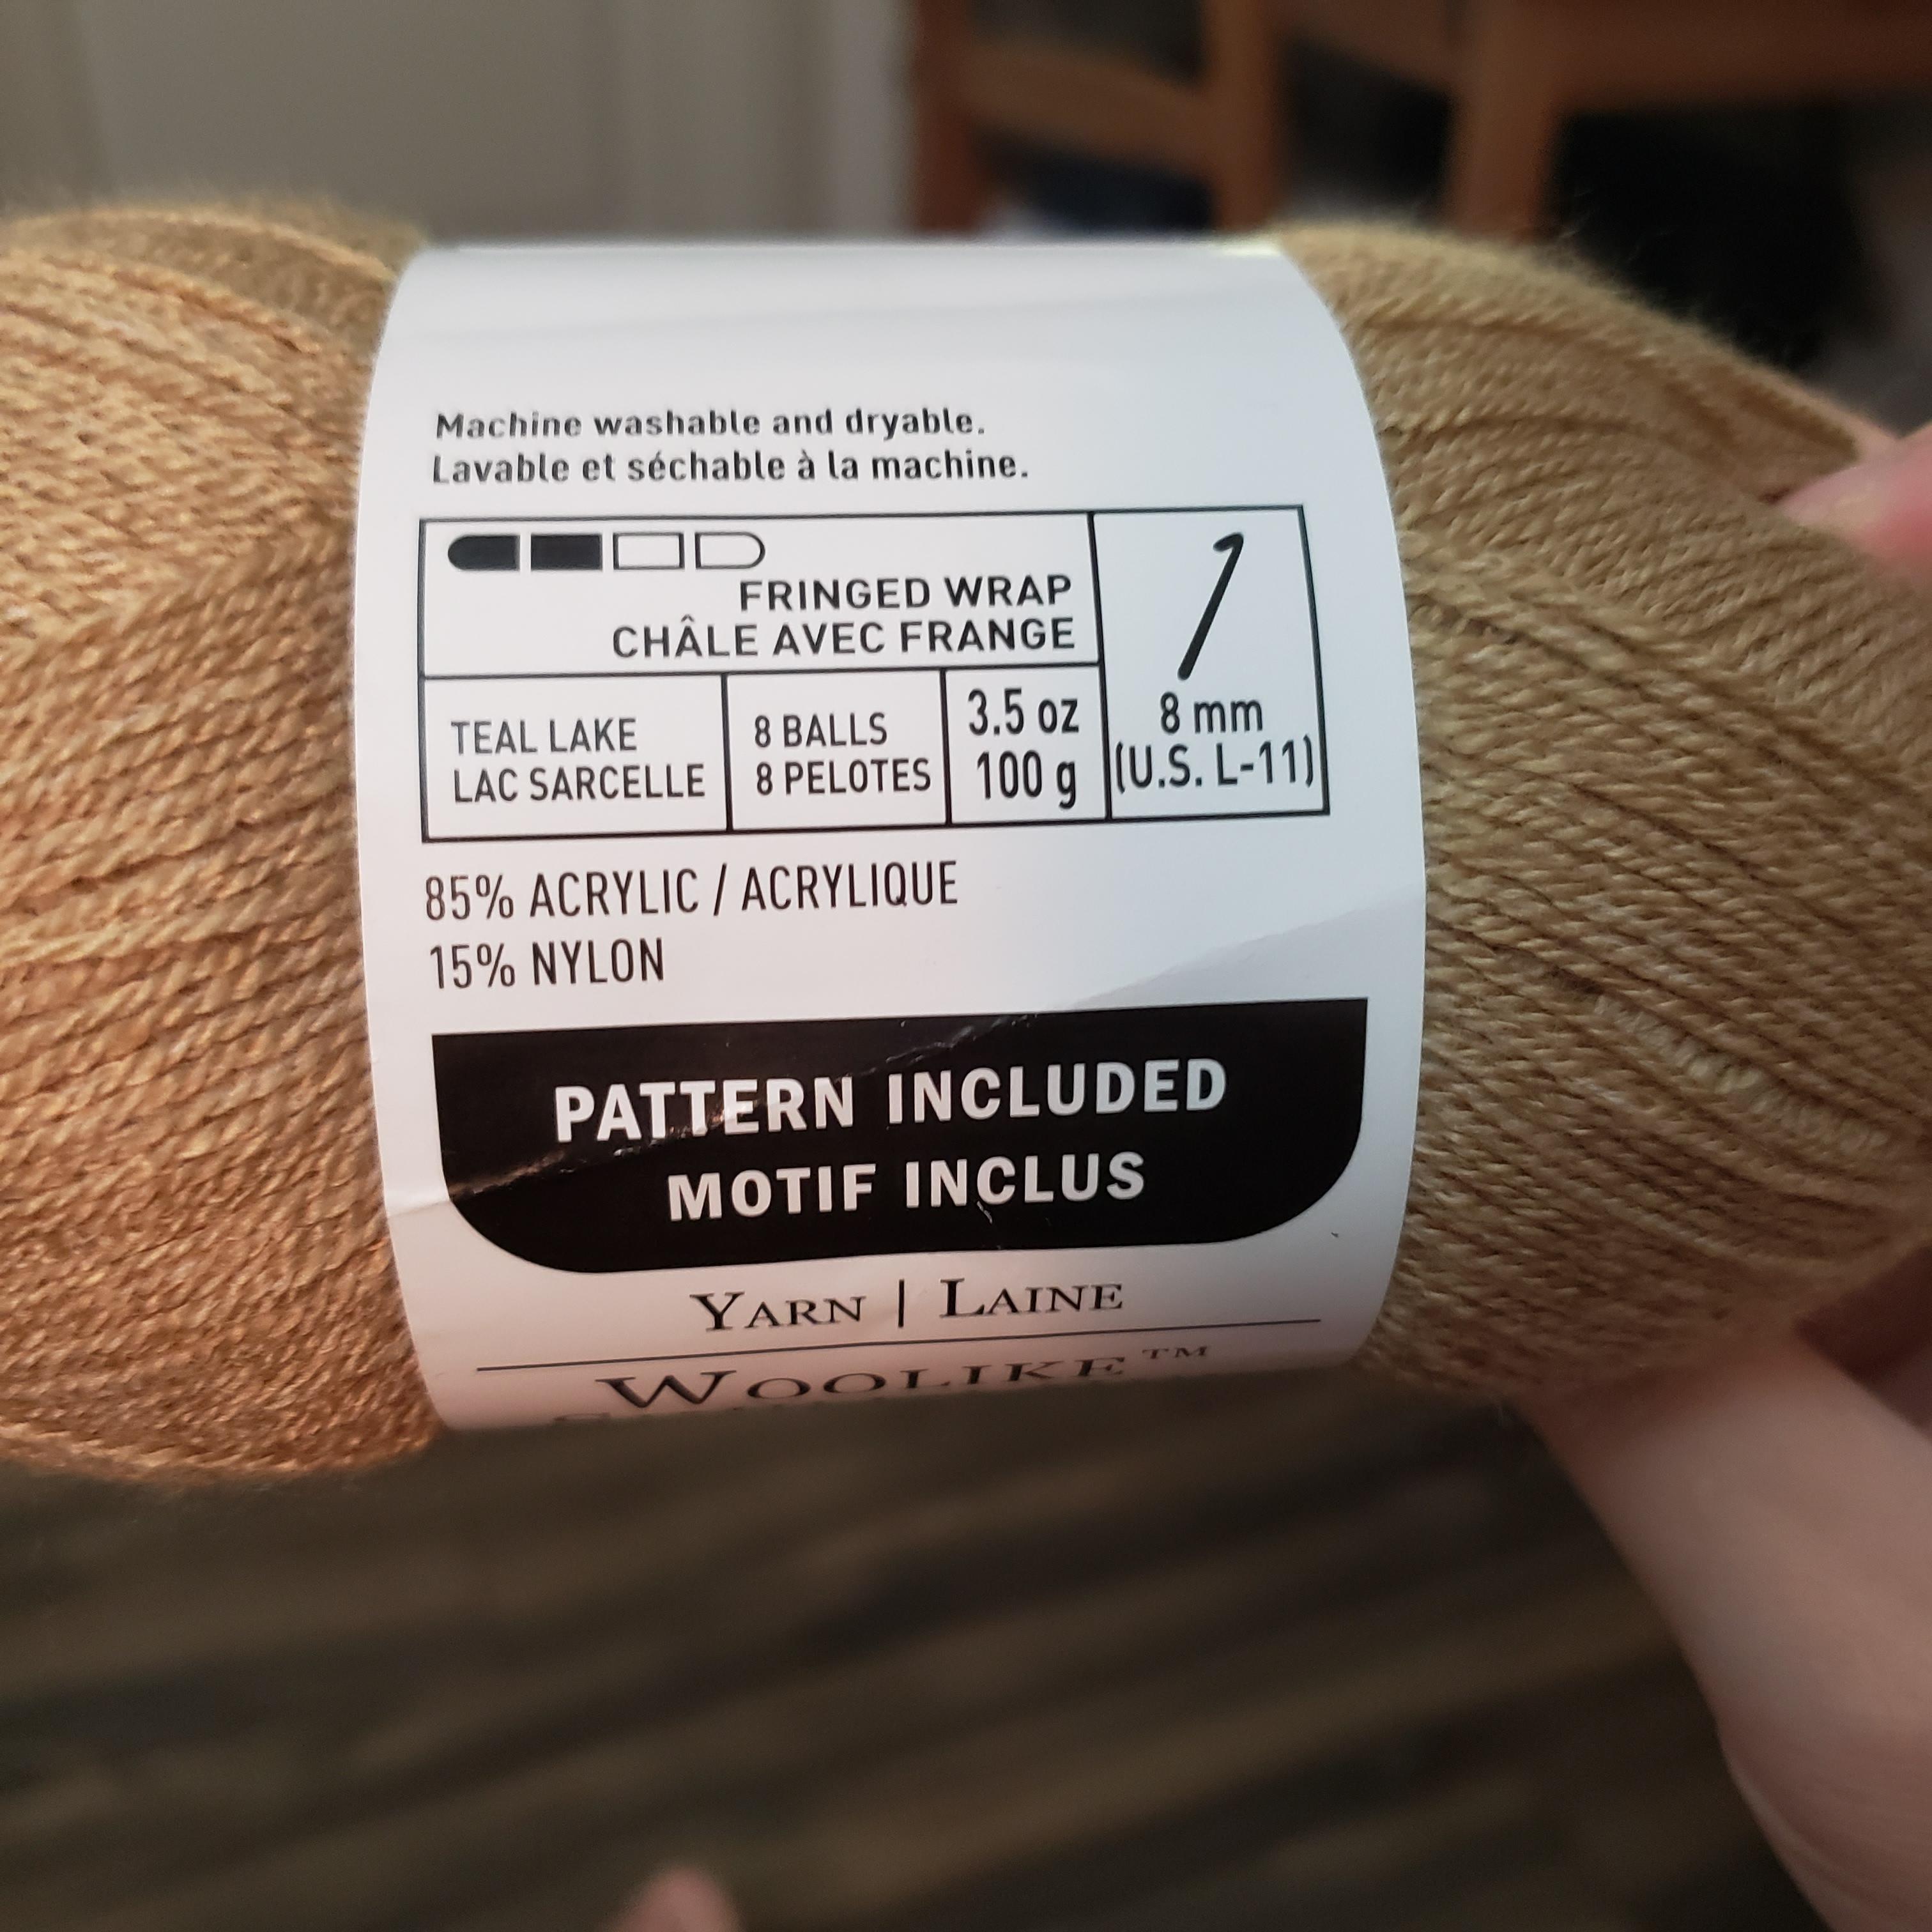 Machine washable and dryable.
Lavable et séchable à la machine.
FRINGED WRAP
CHÂLE AVEC FRANGE
TEAL LAKE
LAC SARCELLE
8 BALLS
8 PELOTES
3.5 oz
100 g
8 mm
(U.S. L-11)
85% ACRYLIC / ACRYLIQUE
15% NYLON
PATTERN INCLUDED
MOTIF INCLUS
YARN | LAINE
WOOLIKE™